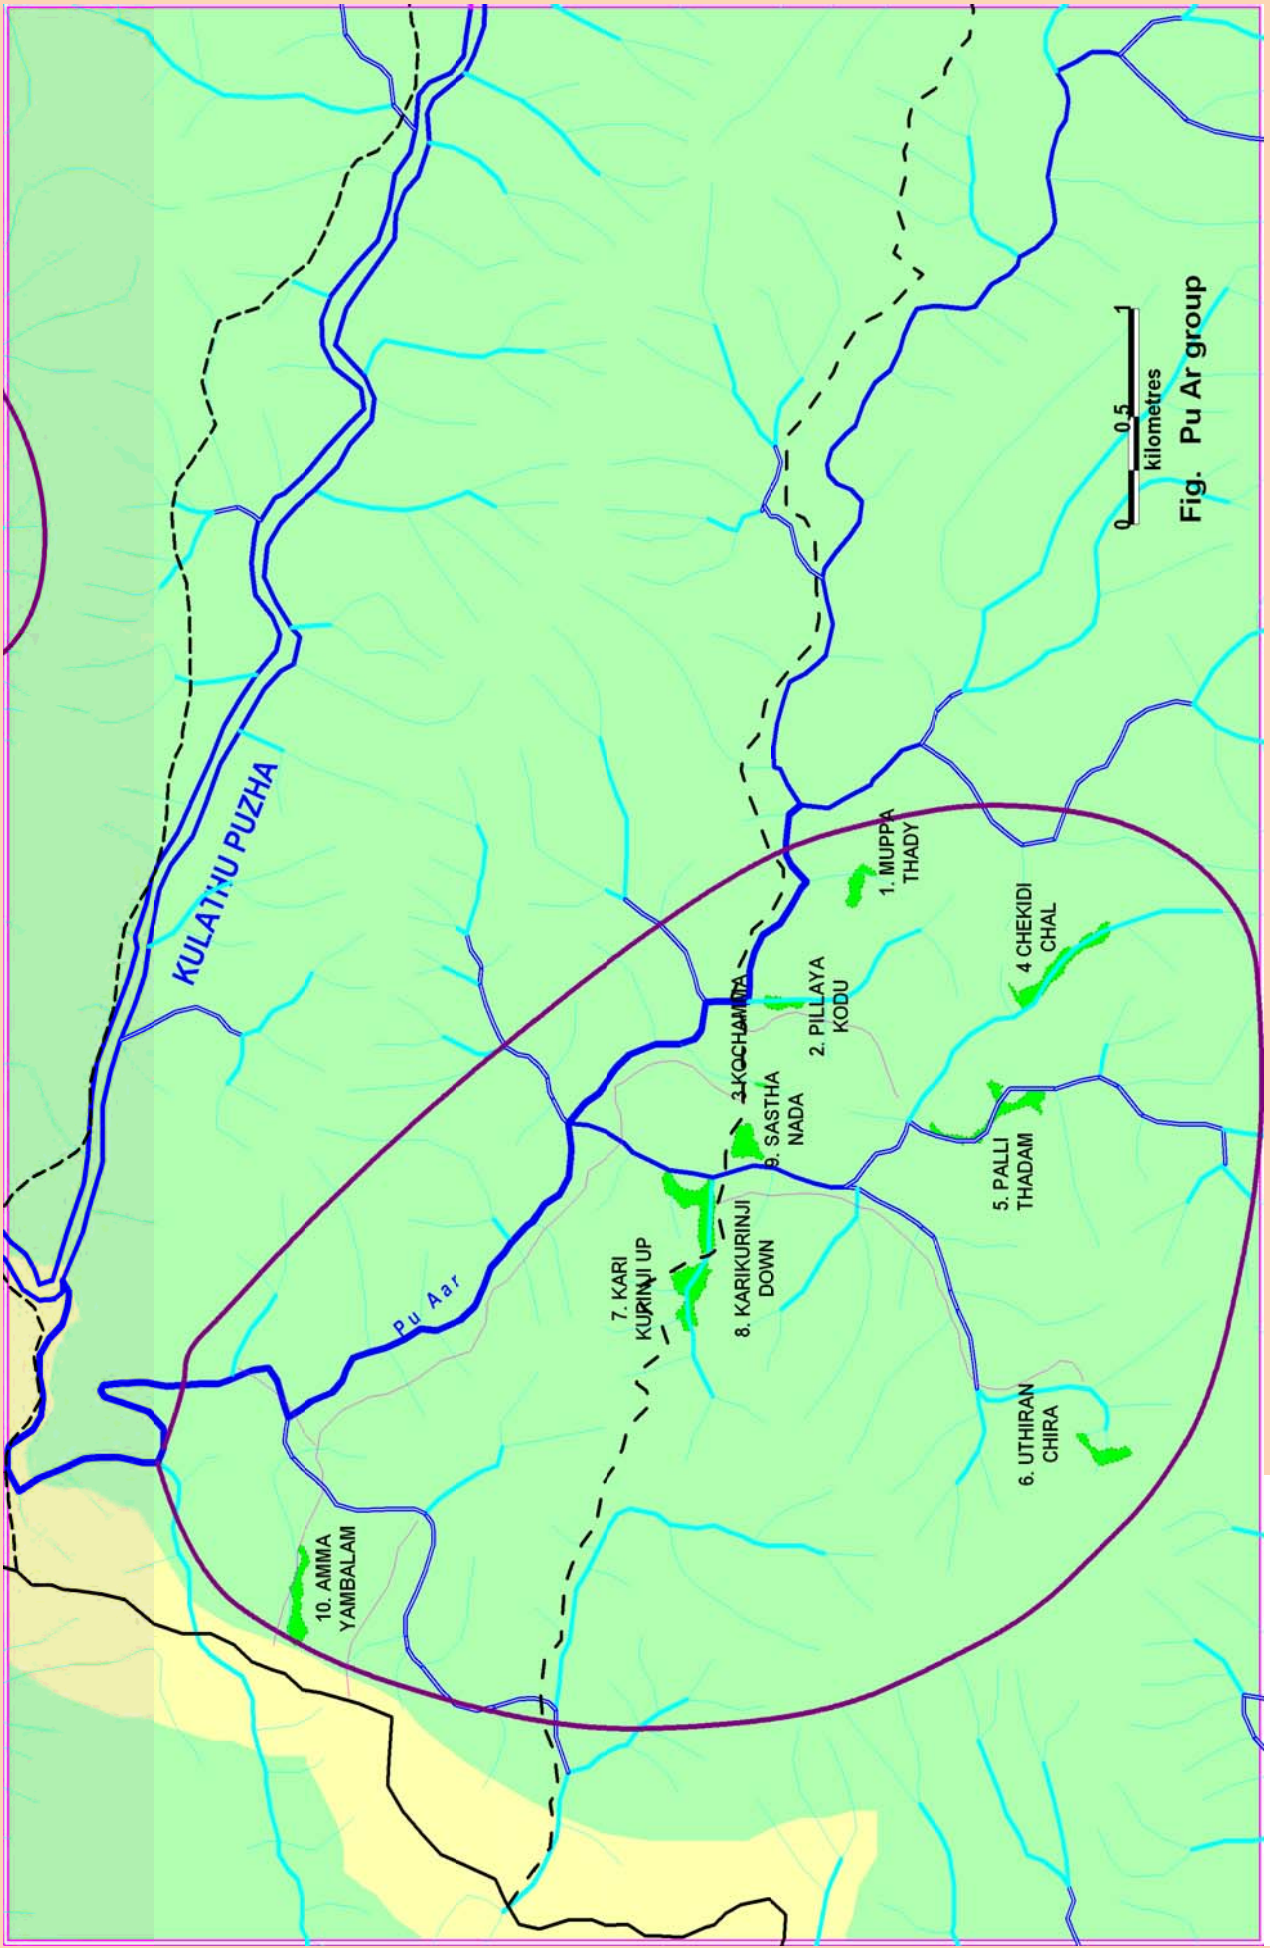 KULATHU PUZHA
Pu Aar
1. MUPPA
THADY
2. PILLAYA
KODU
3 KOCHAMMA
4 CHEKIDI
CHAL
5. PALLI
THADAM
6. UTHIRAN
CHIRA
7. KARI
KURINJI UP
8. KARIKURINJI
DOWN
9. SASTHA
NADA
10. AMMA
YAMBALAM
0 0.5 1
kilometres
Fig. Pu Ar group